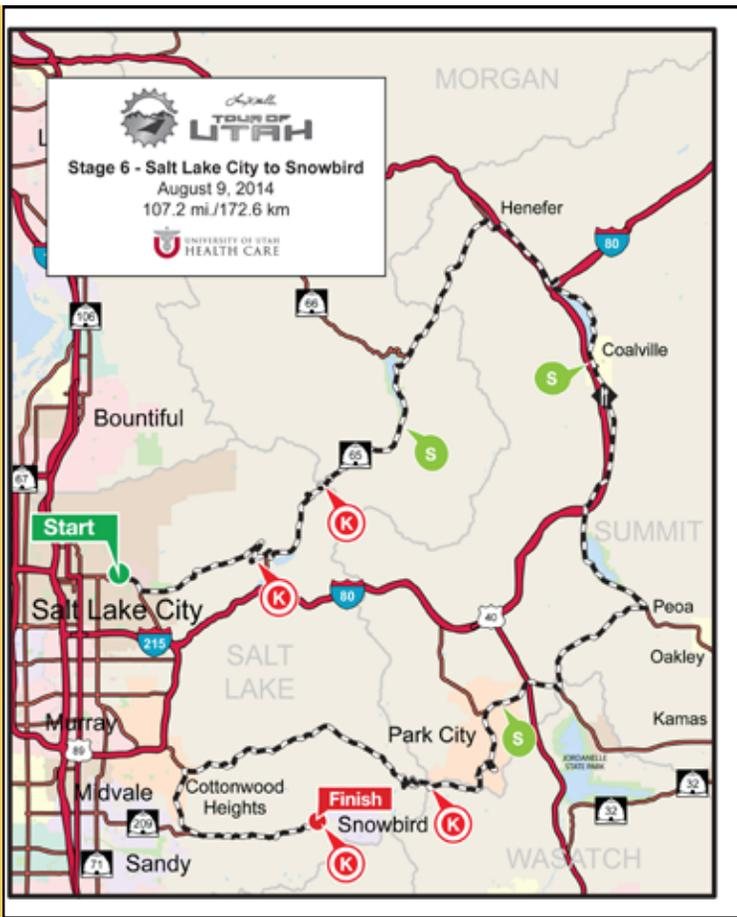 MORGAN
TOUR OF
UTAH
Stage 6 - Salt Lake City to Snowbird
August 9, 2014
107.2 mi./172.6 km
UNIVERSITY OF UTAH
HEALTH CARE
L
Henefer
80
66
106
Coalville
S
Bountiful
65
S
67
K
Start
SUMMIT
K
80
Salt Lake City
Peoa
40
215
Oakley
SALT
LAKE
Kamas
Murray
Park City
S
89
JORDANELLE
STATE PARK
Midvale
Cottonwood
Heights
32
Finish
32
209
Snowbird
K
K
71
Sandy
WASATCH